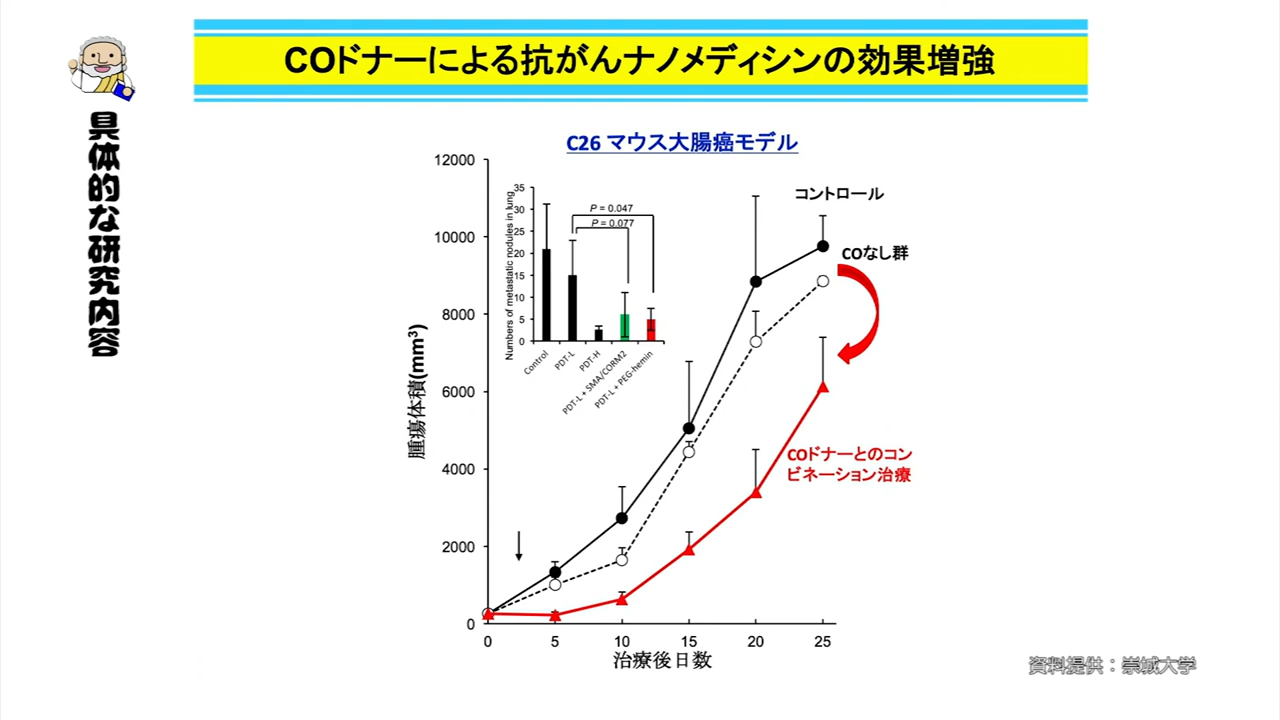 COドナーによる抗がんナノメディシンの効果増強
具体的な研究内容
C26 マウス大腸癌モデル
12000
10000
8000
6000
4000
2000
0
腫瘍体積(mm³)
0 5 10 15 20 25
治療後日数
コントロール
COなし群
COドナーとのコン
ビネーション治療
35
30
25
20
15
10
5
0
Numbers of metastatic nodules in lung
P = 0.047
P = 0.077
Control
PDT-L
PDT-H
PDT-L + SMA/CORM2
PDT-L + PEG-hemin
資料提供：崇城大学